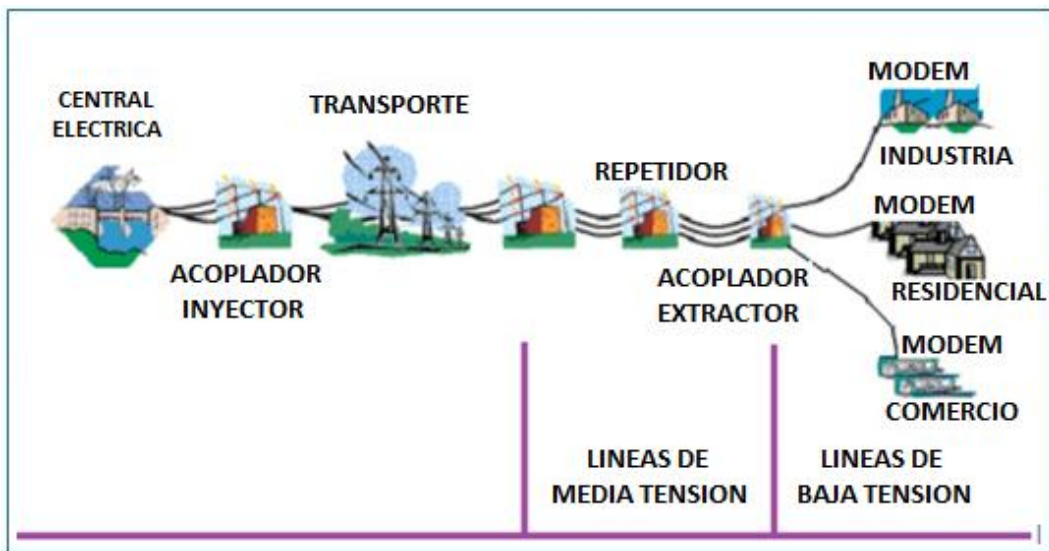 CENTRAL
ELECTRICA
TRANSPORTE
ACOPLADOR
INYECTOR
REPETIDOR
ACOPLADOR
EXTRACTOR
MODEM
INDUSTRIA
MODEM
RESIDENCIAL
MODEM
COMERCIO
LINEAS DE
MEDIA TENSION
LINEAS DE
BAJA TENSION